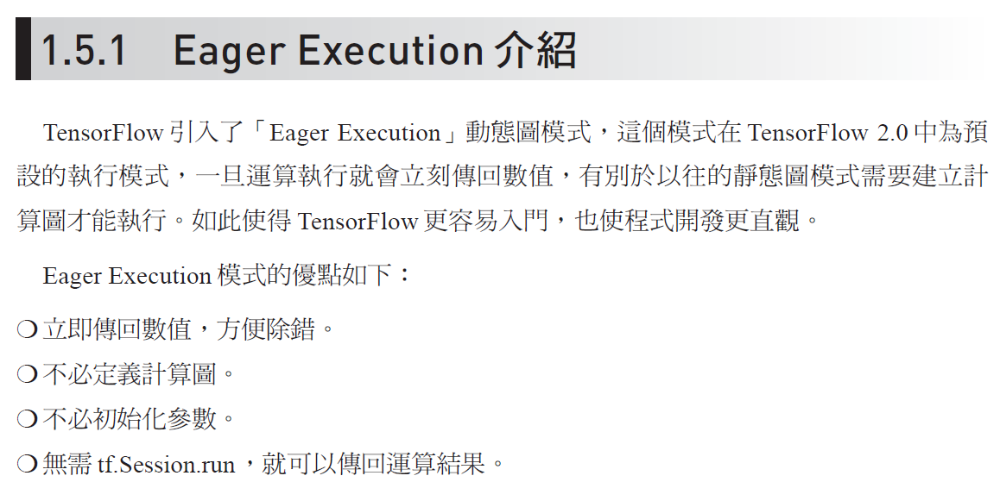 1.5.1 Eager Execution 介紹
TensorFlow 引入了「Eager Execution」動態圖模式，這個模式在 TensorFlow 2.0 中為預
設的執行模式，一旦運算執行就會立刻傳回數值，有別於以往的靜態圖模式需要建立計
算圖才能執行。如此使得 TensorFlow 更容易入門，也使程式開發更直觀。
Eager Execution 模式的優點如下：
❍ 立即傳回數值，方便除錯。
❍ 不必定義計算圖。
❍ 不必初始化參數。
❍ 無需 tf.Session.run，就可以傳回運算結果。